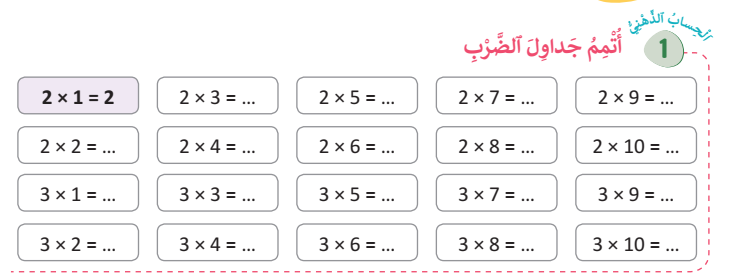 ٱلْحِسابُ ٱلذِّهْنِيُّ
1 أُتْمِمُ جَداوِلَ ٱلضَّرْبِ
2 × 1 = 2 2 × 3 = ... 2 × 5 = ... 2 × 7 = ... 2 × 9 = ...
2 × 2 = ... 2 × 4 = ... 2 × 6 = ... 2 × 8 = ... 2 × 10 = ...
3 × 1 = ... 3 × 3 = ... 3 × 5 = ... 3 × 7 = ... 3 × 9 = ...
3 × 2 = ... 3 × 4 = ... 3 × 6 = ... 3 × 8 = ... 3 × 10 = ...